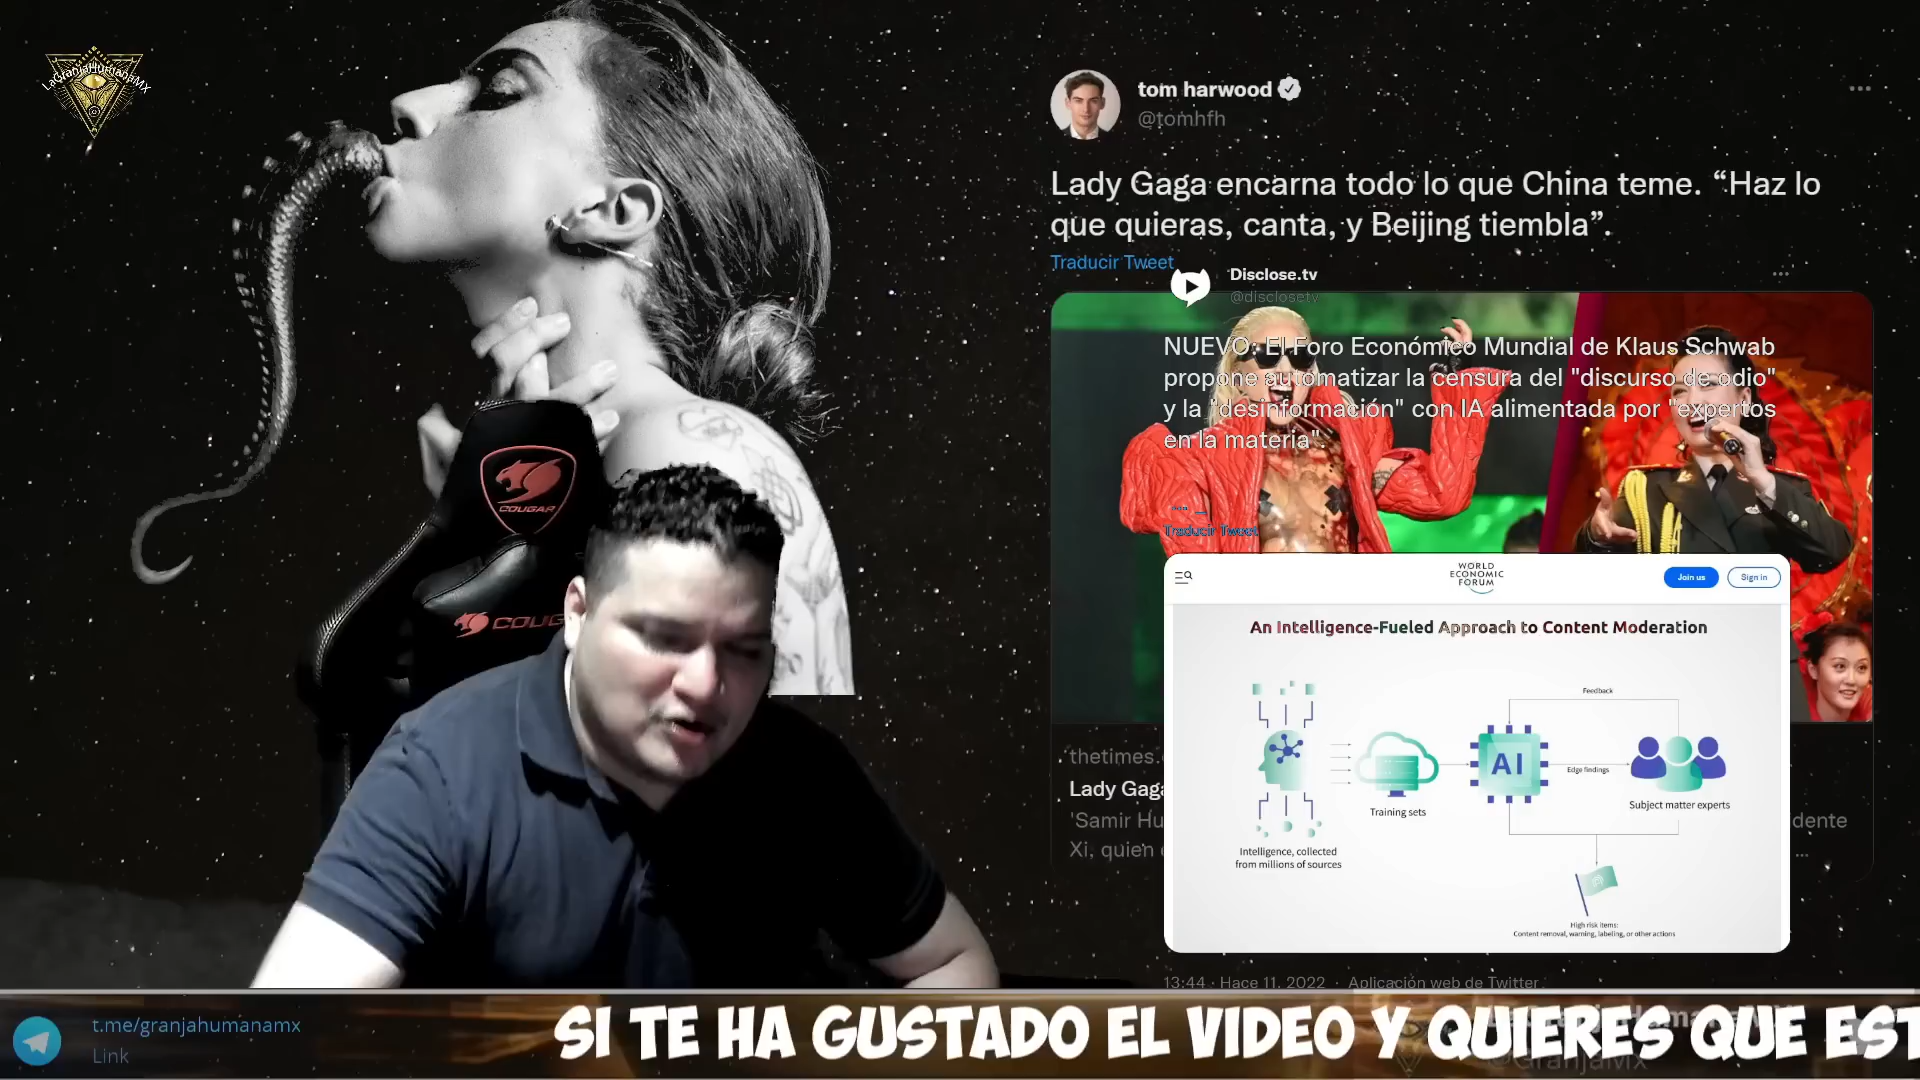 LaGranjaHumanaMX
tom harwood
@tomhfh
Lady Gaga encarna todo lo que China teme. “Haz lo
que quieras, canta, y Beijing tiembla”.
Traducir Tweet
Disclose.tv
@disclosetv
NUEVO: El Foro Económico Mundial de Klaus Schwab
propone automatizar la censura del "discurso de odio"
y la "desinformación" con IA alimentada por "expertos
en la materia".
Traducir Tweet
COUGAR
COUG
WORLD
ECONOMIC
FORUM
Join us
Sign in
An Intelligence-Fueled Approach to Content Moderation
Feedback
AI
Edge findings
Training sets
Subject matter experts
Intelligence, collected
from millions of sources
High risk items:
Content removal, warning, labeling, or other actions
thetimes.
Lady Gaga
'Samir Hu
dente
Xi, quien
...
13:44 · Hace 11, 2022 · Aplicación web de Twitter
t.me/granjahumanamx
Link
SI TE HA GUSTADO EL VIDEO Y QUIERES QUE EST
@GranjaMx